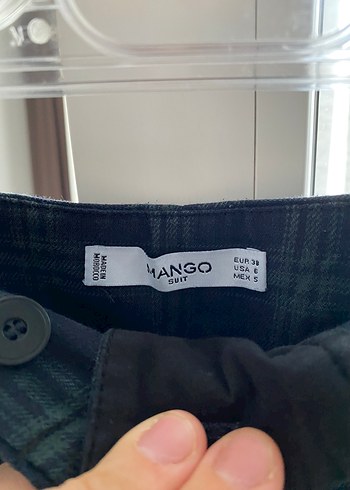 MADE IN
MOROCCO
MANGO
SUIT
EUR 38
USA 6
MEX S